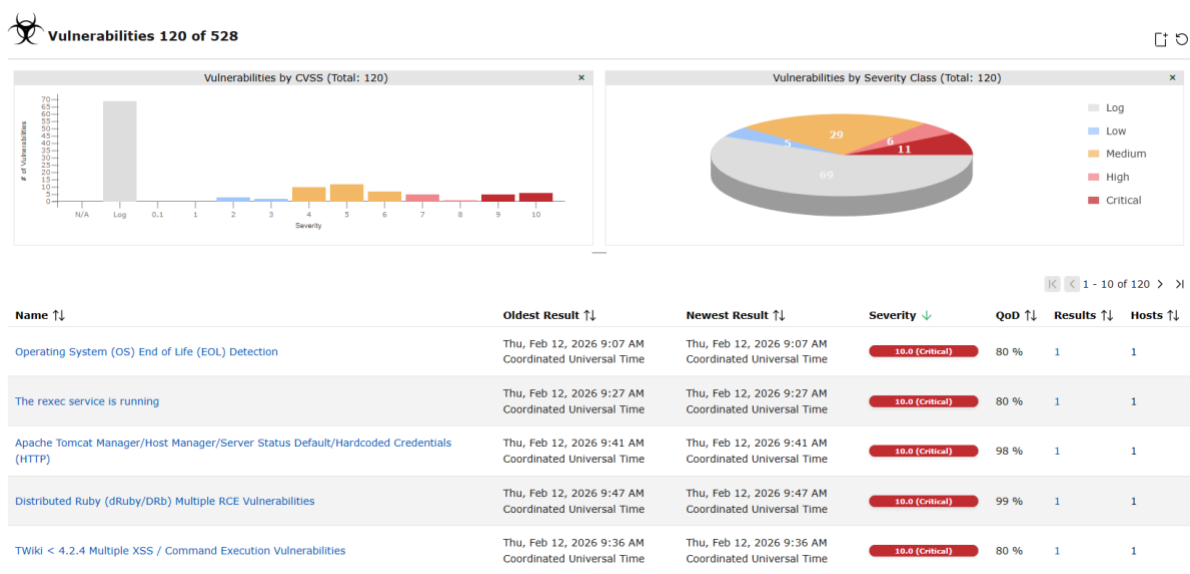 Vulnerabilities 120 of 528
Vulnerabilities by CVSS (Total: 120)
×
# of Vulnerabilities
70
65
60
55
50
45
40
35
30
25
20
15
10
5
0
N/A
Log
0.1
1
2
3
4
5
6
7
8
9
10
Severity
Vulnerabilities by Severity Class (Total: 120)
×
29
6
5
11
69
Log
Low
Medium
High
Critical
1 - 10 of 120
Name Oldest Result Newest Result Severity QoD Results Hosts
Thu, Feb 12, 2026 9:07 AM Thu, Feb 12, 2026 9:07 AM
Operating System (OS) End of Life (EOL) Detection 10.0 (Critical) 80 % 1 1
Coordinated Universal Time Coordinated Universal Time
Thu, Feb 12, 2026 9:27 AM Thu, Feb 12, 2026 9:27 AM
The rexec service is running 10.0 (Critical) 80 % 1 1
Coordinated Universal Time Coordinated Universal Time
Apache Tomcat Manager/Host Manager/Server Status Default/Hardcoded Credentials Thu, Feb 12, 2026 9:41 AM Thu, Feb 12, 2026 9:41 AM 10.0 (Critical) 98 % 1 1
(HTTP) Coordinated Universal Time Coordinated Universal Time
Thu, Feb 12, 2026 9:47 AM Thu, Feb 12, 2026 9:47 AM
Distributed Ruby (dRuby/DRb) Multiple RCE Vulnerabilities 10.0 (Critical) 99 % 1 1
Coordinated Universal Time Coordinated Universal Time
Thu, Feb 12, 2026 9:36 AM Thu, Feb 12, 2026 9:36 AM
TWiki < 4.2.4 Multiple XSS / Command Execution Vulnerabilities 10.0 (Critical) 80 % 1 1
Coordinated Universal Time Coordinated Universal Time